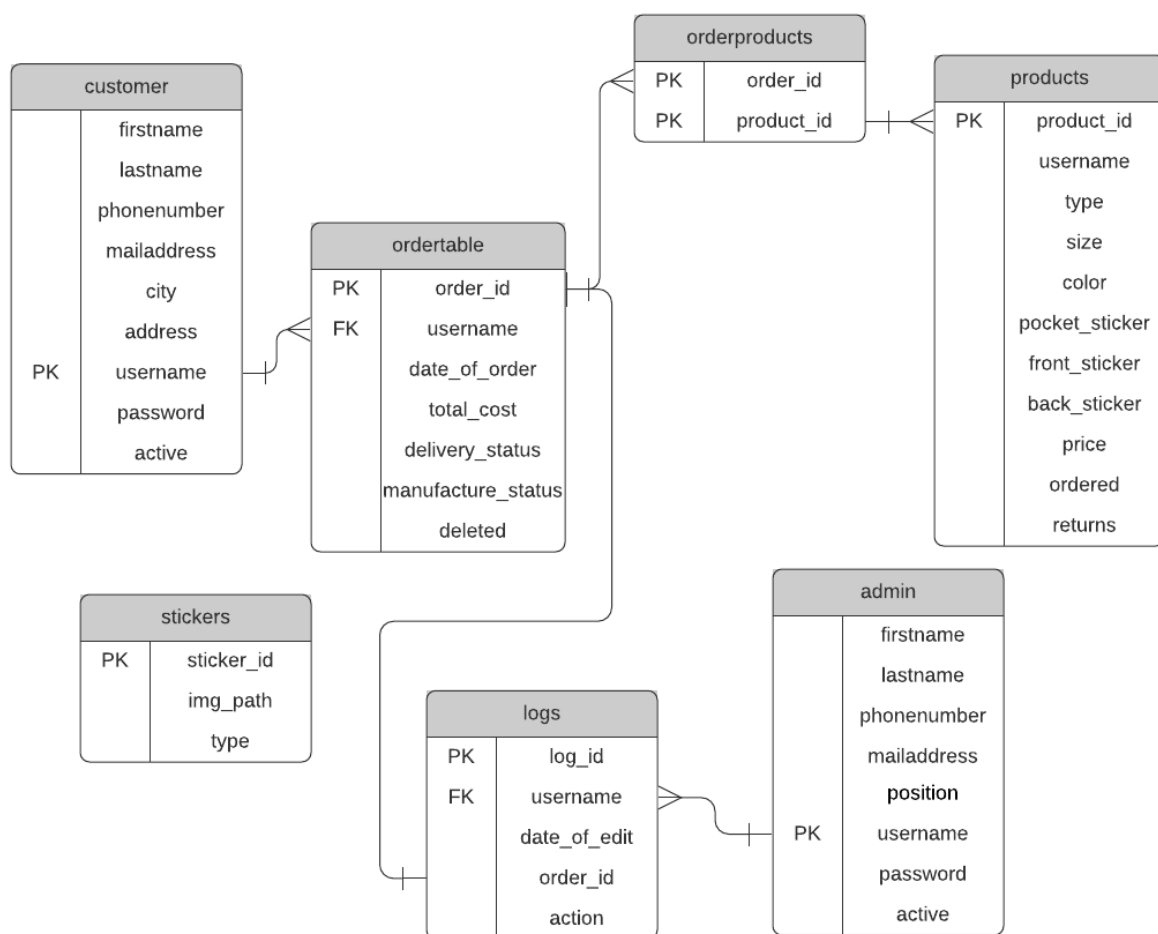 customer
firstname
lastname
phonenumber
mailaddress
city
address
PK username
password
active
ordertable
PK order_id
FK username
date_of_order
total_cost
delivery_status
manufacture_status
deleted
orderproducts
PK order_id
PK product_id
products
PK product_id
username
type
size
color
pocket_sticker
front_sticker
back_sticker
price
ordered
returns
stickers
PK sticker_id
img_path
type
logs
PK log_id
FK username
date_of_edit
order_id
action
admin
firstname
lastname
phonenumber
mailaddress
position
PK username
password
active